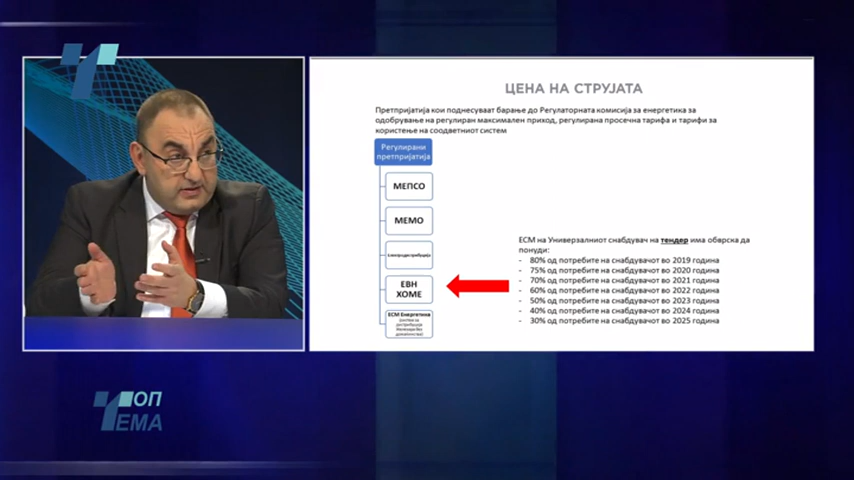 ЦЕНА НА СТРУЈАТА
Претпријатија кои поднесуваат барање до Регулаторната комисија за енергетика за
одобрување на регулиран максимален приход, регулирана просечна тарифа и тарифи за
користење на соодветниот систем
Регулирани
претпријатија
МЕПСО
МЕМО
Електродистрибуција
ЕВН
ХОМЕ
ЕСМ Енергетика
ЕСМ на Универзалниот снабдувач на тендер има обврска да
понуди:
- 80% од потребите на снабдувачот во 2019 година
- 75% од потребите на снабдувачот во 2020 година
- 70% од потребите на снабдувачот во 2021 година
- 60% од потребите на снабдувачот во 2022 година
- 50% од потребите на снабдувачот во 2023 година
- 40% од потребите на снабдувачот во 2024 година
- 30% од потребите на снабдувачот во 2025 година
ТОП
ТЕМА